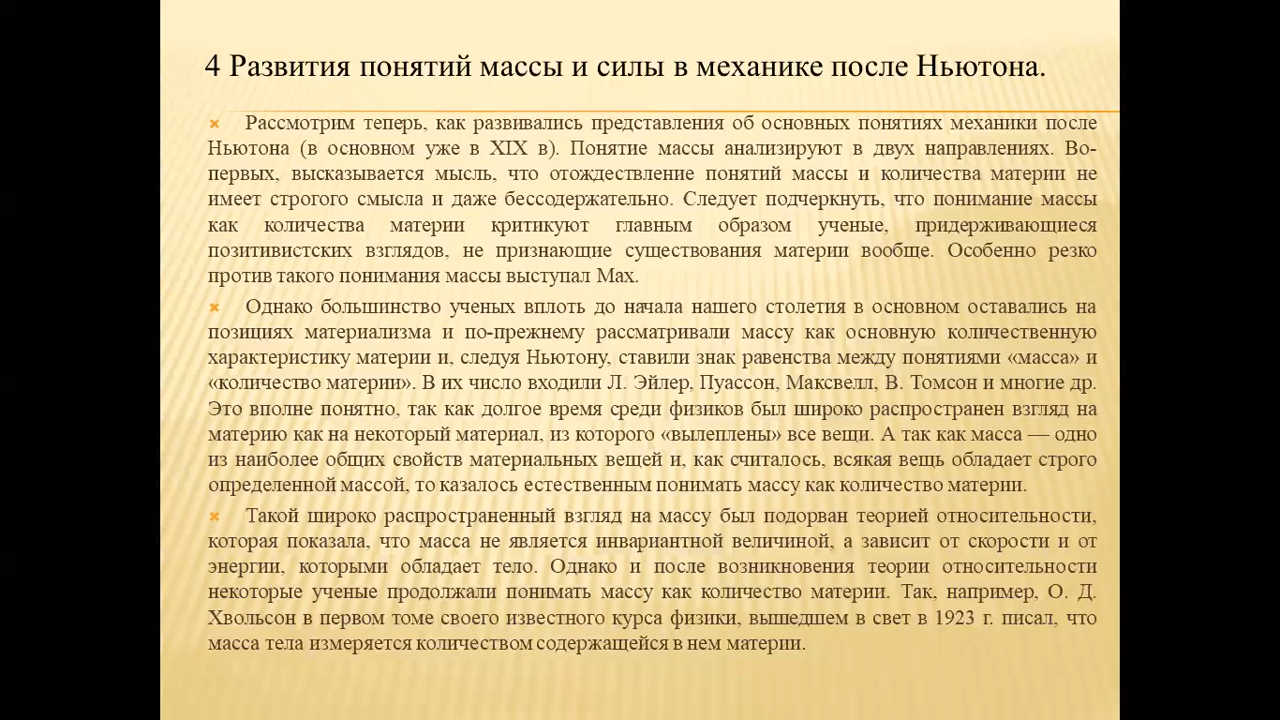 4 Развития понятий массы и силы в механике после Ньютона.
Рассмотрим теперь, как развивались представления об основных понятиях механики после
Ньютона (в основном уже в XIX в). Понятие массы анализируют в двух направлениях. Во-
первых, высказывается мысль, что отождествление понятий массы и количества материи не
имеет строгого смысла и даже бессодержательно. Следует подчеркнуть, что понимание массы
как количества материи критикуют главным образом ученые, придерживающиеся
позитивистских взглядов, не признающие существования материи вообще. Особенно резко
против такого понимания массы выступал Мах.
Однако большинство ученых вплоть до начала нашего столетия в основном оставались на
позициях материализма и по-прежнему рассматривали массу как основную количественную
характеристику материи и, следуя Ньютону, ставили знак равенства между понятиями «масса» и
«количество материи». В их число входили Л. Эйлер, Пуассон, Максвелл, В. Томсон и многие др.
Это вполне понятно, так как долгое время среди физиков был широко распространен взгляд на
материю как на некоторый материал, из которого «вылеплены» все вещи. А так как масса — одно
из наиболее общих свойств материальных вещей и, как считалось, всякая вещь обладает строго
определенной массой, то казалось естественным понимать массу как количество материи.
Такой широко распространенный взгляд на массу был подорван теорией относительности,
которая показала, что масса не является инвариантной величиной, а зависит от скорости и от
энергии, которыми обладает тело. Однако и после возникновения теории относительности
некоторые ученые продолжали понимать массу как количество материи. Так, например, О. Д.
Хвольсон в первом томе своего известного курса физики, вышедшем в свет в 1923 г. писал, что
масса тела измеряется количеством содержащейся в нем материи.